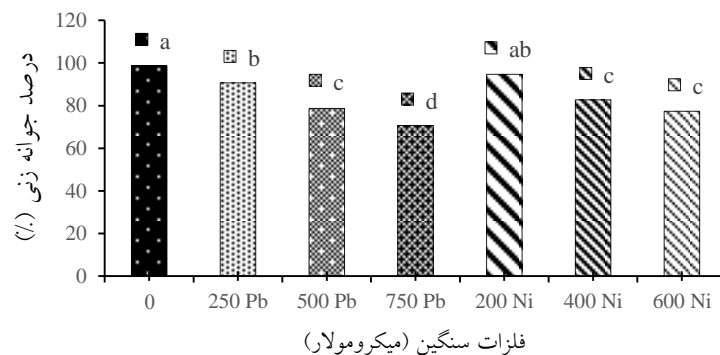 120
100
80
60
40
20
0
درصد جوانه زنی (٪)
a
b
c
d
ab
c
c
0 250 Pb 500 Pb 750 Pb 200 Ni 400 Ni 600 Ni
فلزات سنگین (میکرومولار)